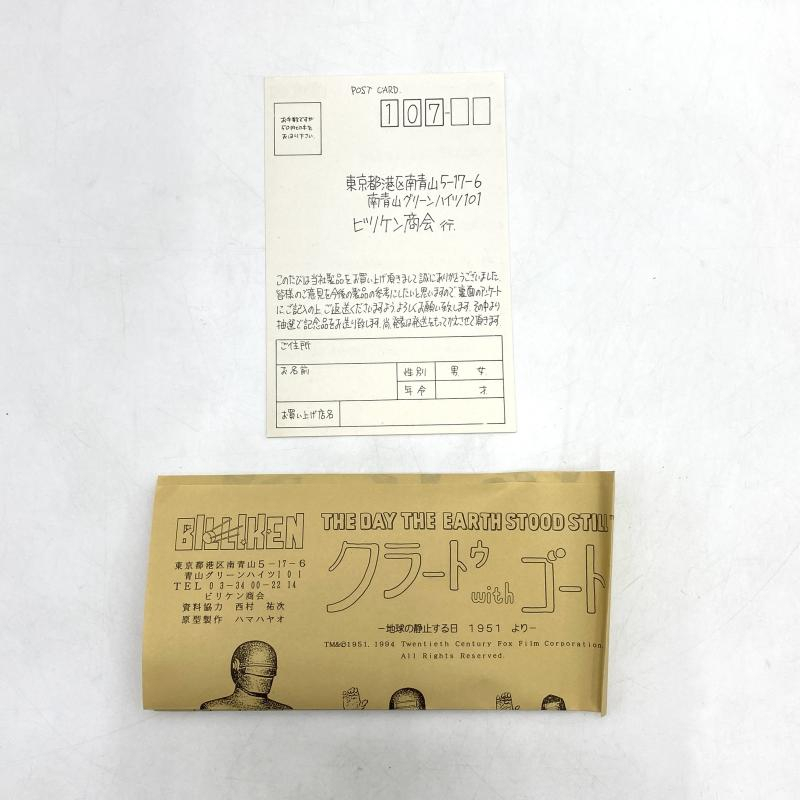 POST CARD.
お手数ですが
50円切手を
おはり下さい.
107-
東京都港区南青山5-17-6
南青山グリーンハイツ101
ビリケン商会 行.
このたびは当社製品をお買い上げ頂きまして誠にありがとうございました.
皆様のご意見を今後の製品の参考にしたいと思いますので裏面のアンケート
にご記入の上、ご返送くださいますようよろしくお願い致します.その中より
抽選で記念品をお送り致します.尚、発表は発送をもってかえさせて頂きます.
ご住所
お名前
性別
男 女
年令
才.
お買い上げ店名
BILLIKEN
東京都港区南青山5-17-6
青山グリーンハイツ101
TEL 03-3400-2214
ビリケン商会
資料協力 西村 祐次
原型製作 ハマハヤオ
THE DAY THE EARTH STOOD STILL
クラートゥ
with ゴート
―地球の静止する日 1951 より―
TM&©1951, 1994 Twentieth Century Fox Film Corporation.
All Rights Reserved.